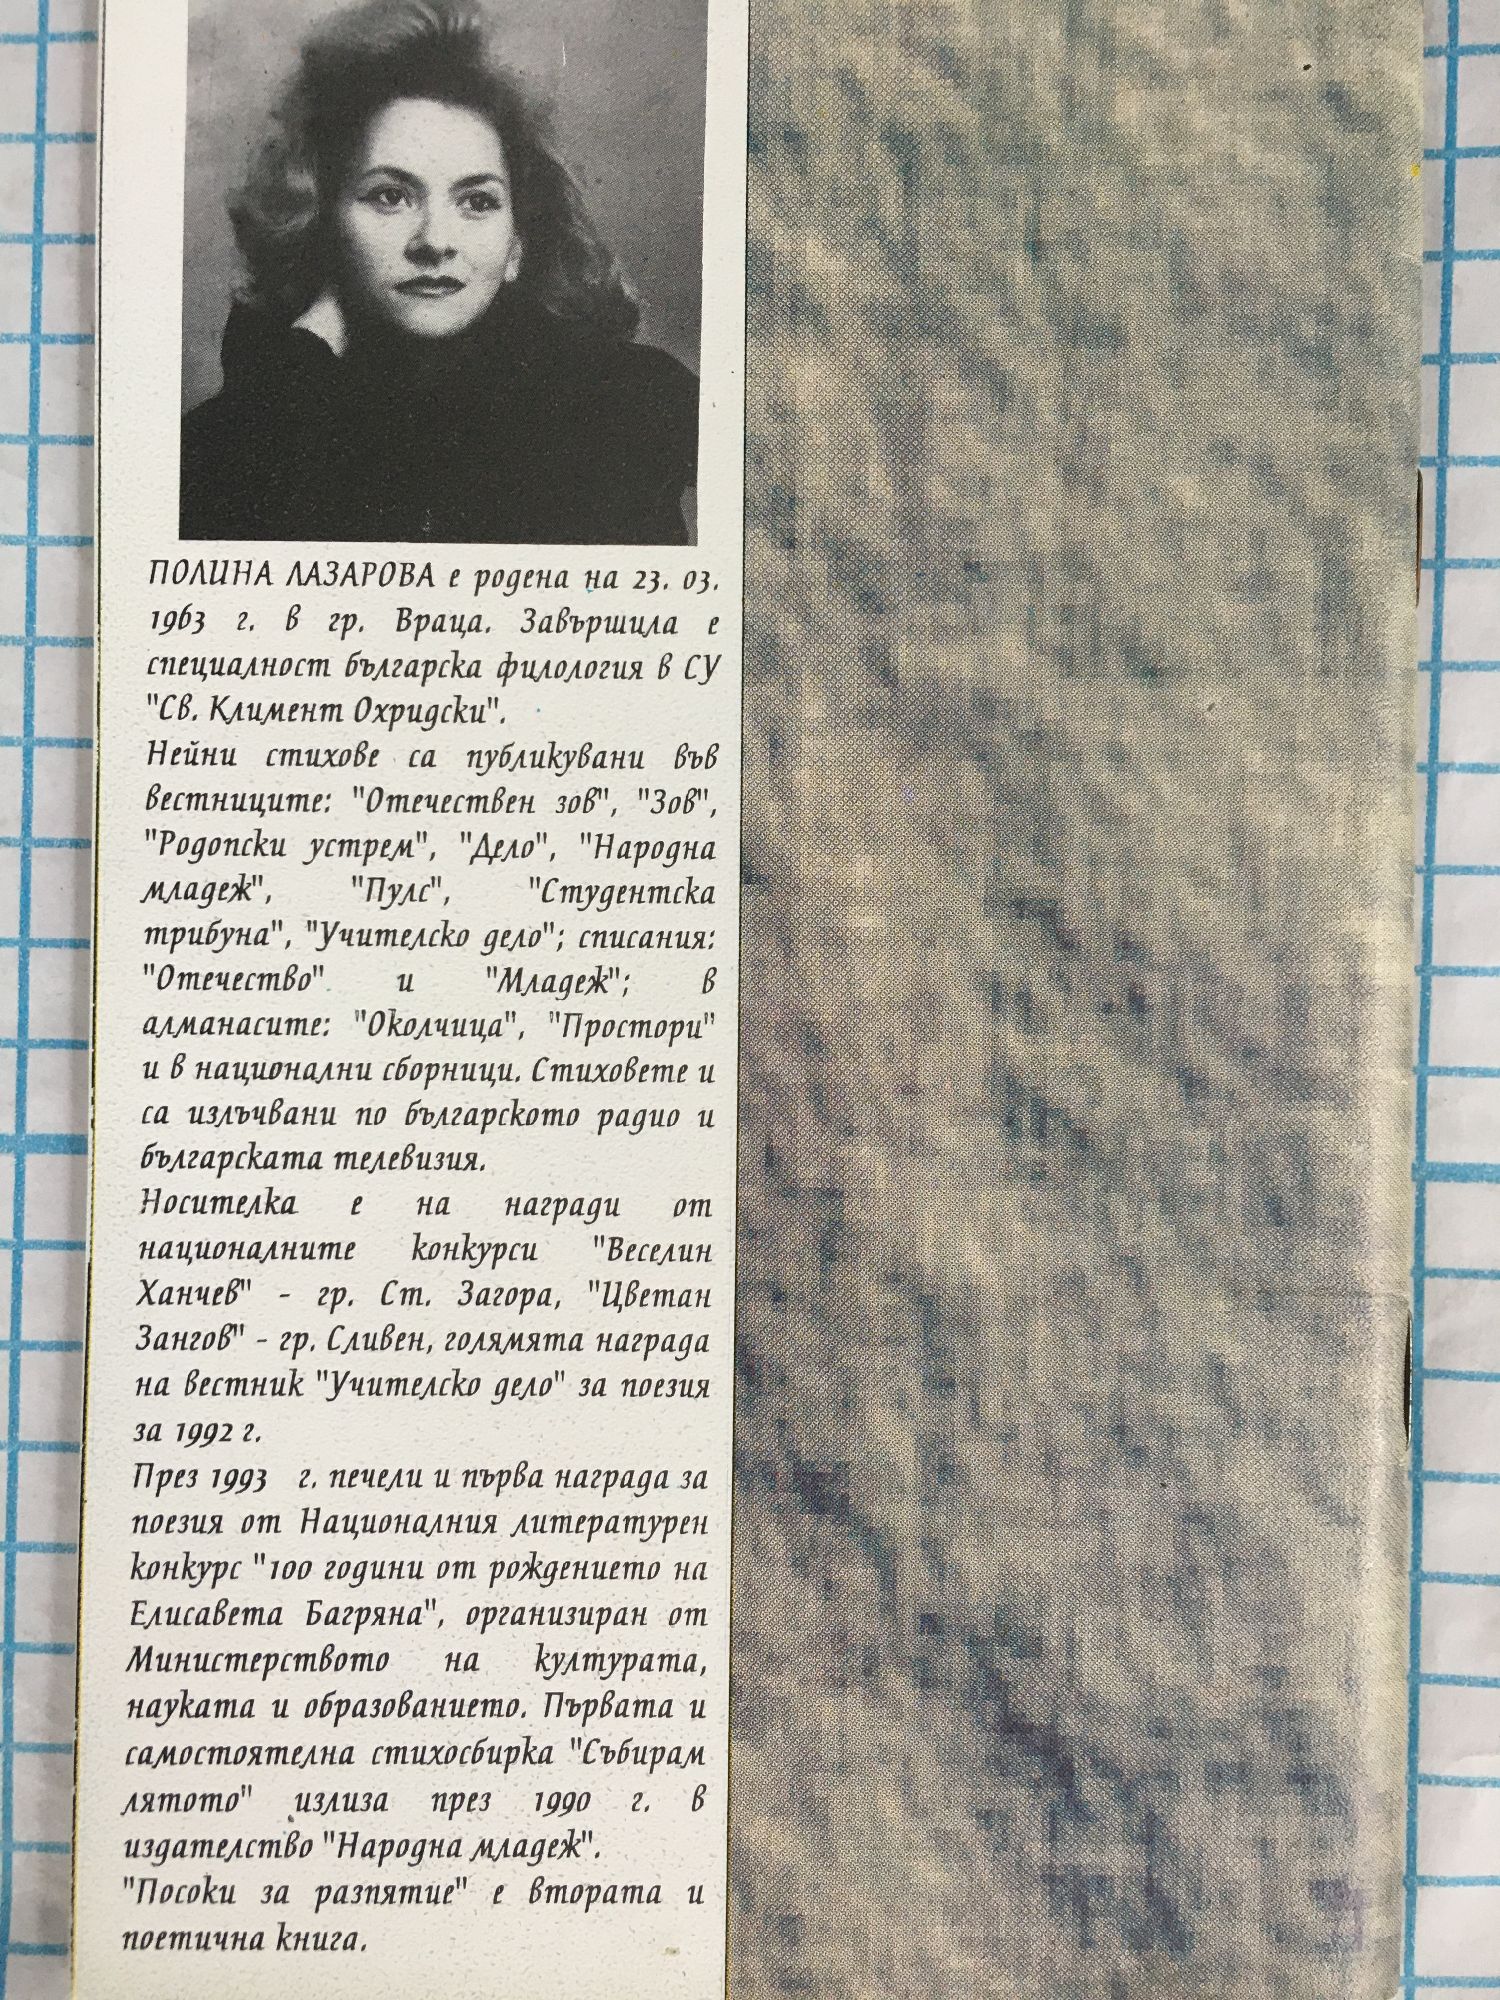 ПОЛИНА ЛАЗАРОВА е родена на 23. 03.
1963 г. в гр. Враца. Завършила е
специалност българска филология в СУ
"Св. Климент Охридски".
Нейни стихове са публикувани във
вестниците: "Отечествен зов", "Зов",
"Родопски устрем", "Дело", "Народна
младеж", "Пулс", "Студентска
трибуна", "Учителско дело"; списания:
"Отечество" и "Младеж"; в
алманасите: "Околчица", "Простори"
и в национални сборници. Стиховете и
са излъчвани по българското радио и
българската телевизия.
Носителка е на награди от
националните конкурси "Веселин
Ханчев" - гр. Ст. Загора, "Цветан
Зангов" - гр. Сливен, голямята награда
на вестник "Учителско дело" за поезия
за 1992 г.
През 1993 г. печели и първа награда за
поезия от Националния литературен
конкурс "100 години от рождението на
Елисавета Багряна", организиран от
Министерството на културата,
науката и образованието. Първата и
самостоятелна стихосбирка "Събирам
лятото" излиза през 1990 г. в
издателство "Народна младеж".
"Посоки за разпятие" е втората и
поетична книга.